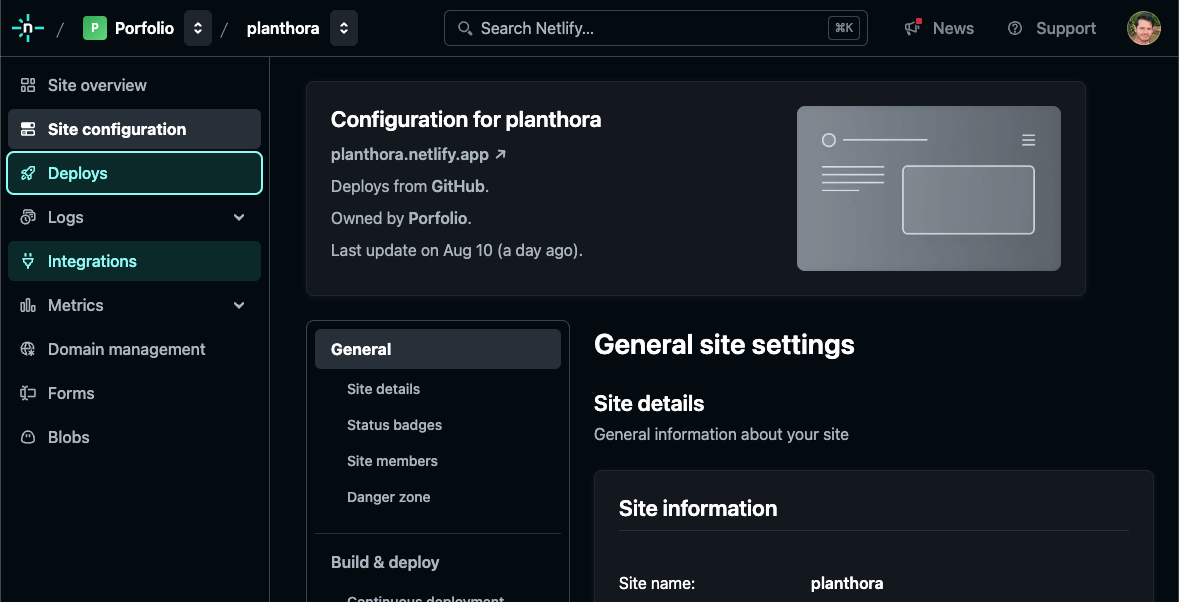 n / P Porfolio / planthora
Search Netlify... ⌘K
News
Support
Site overview
Site configuration
Deploys
Logs
Integrations
Metrics
Domain management
Forms
Blobs
Configuration for planthora
planthora.netlify.app ↗
Deploys from GitHub.
Owned by Porfolio.
Last update on Aug 10 (a day ago).
General
Site details
Status badges
Site members
Danger zone
Build & deploy
Continuous deployment
General site settings
Site details
General information about your site
Site information
Site name: planthora